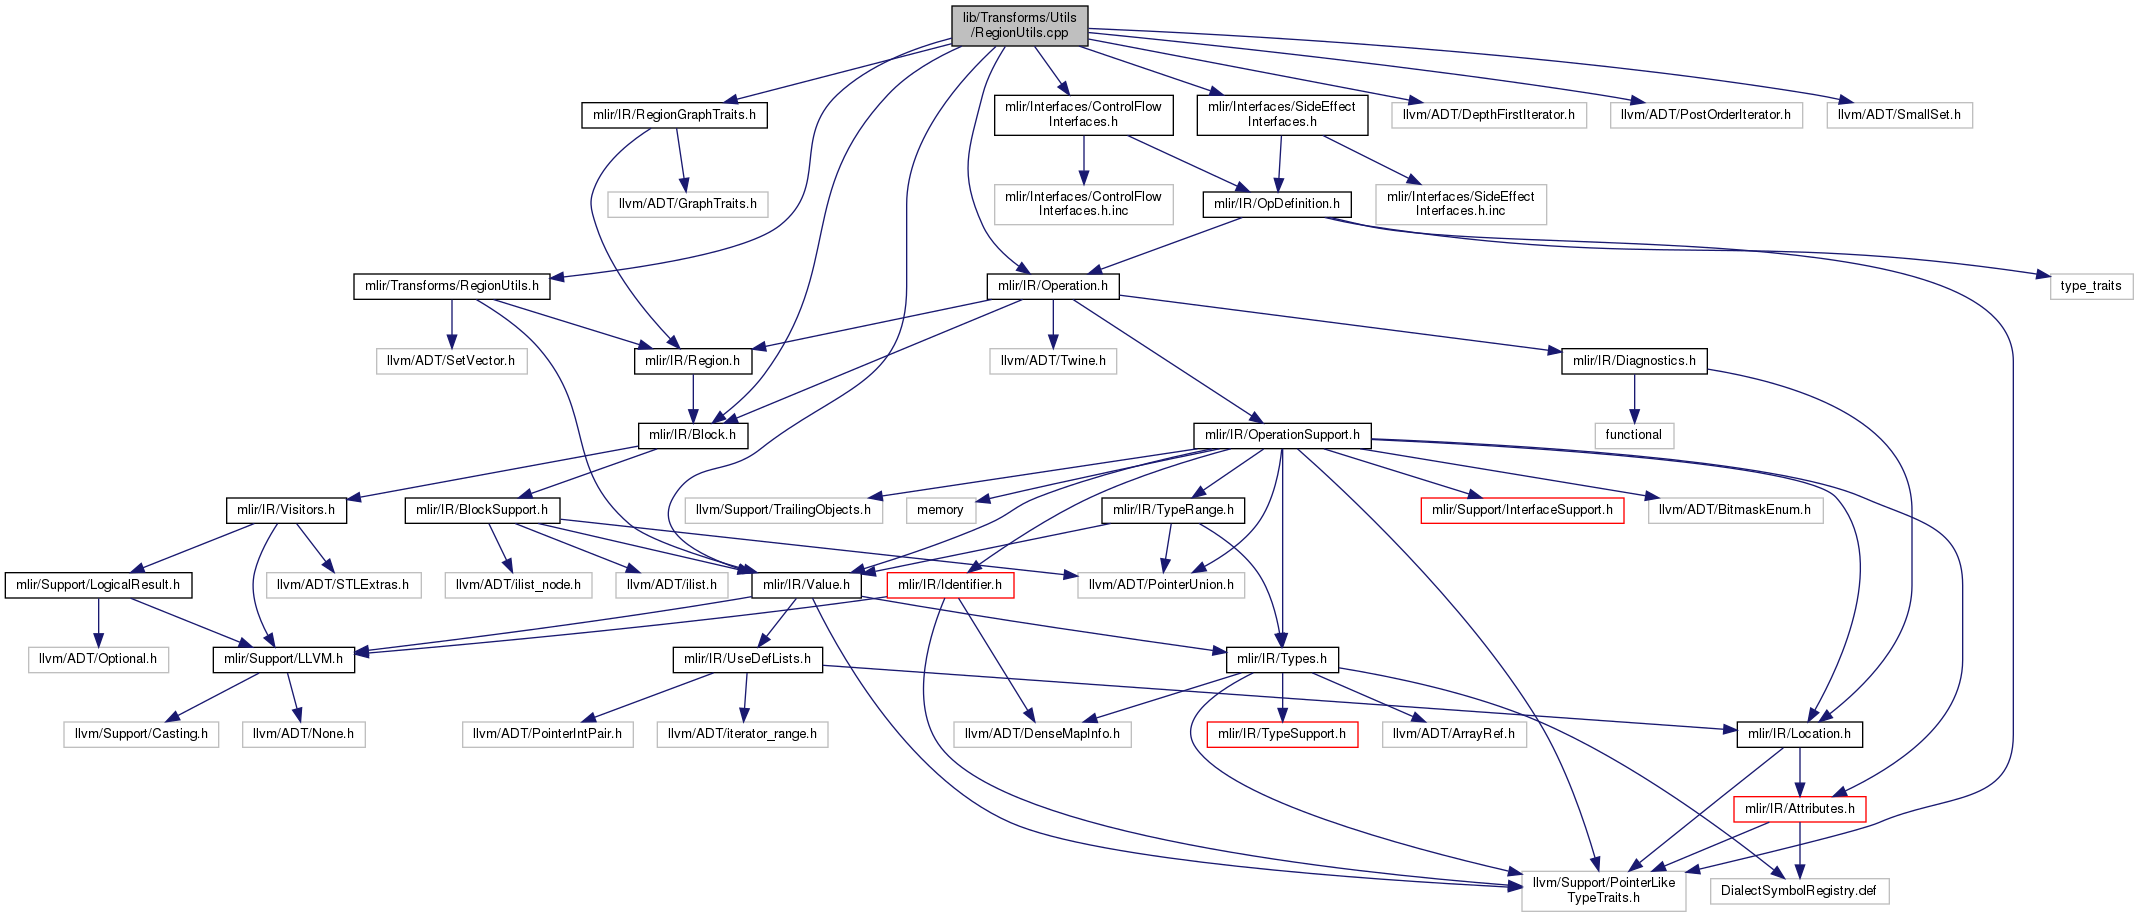 lib/Transforms/Utils
/RegionUtils.cpp
mlir/IR/RegionGraphTraits.h
mlir/Interfaces/ControlFlow
Interfaces.h
mlir/Interfaces/SideEffect
Interfaces.h
llvm/ADT/DepthFirstIterator.h
llvm/ADT/PostOrderIterator.h
llvm/ADT/SmallSet.h
llvm/ADT/GraphTraits.h
mlir/Interfaces/ControlFlow
Interfaces.h.inc
mlir/IR/OpDefinition.h
mlir/Interfaces/SideEffect
Interfaces.h.inc
mlir/Transforms/RegionUtils.h
mlir/IR/Operation.h
type_traits
llvm/ADT/SetVector.h
mlir/IR/Region.h
llvm/ADT/Twine.h
mlir/IR/Diagnostics.h
mlir/IR/Block.h
mlir/IR/OperationSupport.h
functional
mlir/IR/Visitors.h
mlir/IR/BlockSupport.h
llvm/Support/TrailingObjects.h
memory
mlir/IR/TypeRange.h
mlir/Support/InterfaceSupport.h
llvm/ADT/BitmaskEnum.h
mlir/Support/LogicalResult.h
llvm/ADT/STLExtras.h
llvm/ADT/ilist_node.h
llvm/ADT/ilist.h
mlir/IR/Value.h
mlir/IR/Identifier.h
llvm/ADT/PointerUnion.h
llvm/ADT/Optional.h
mlir/Support/LLVM.h
mlir/IR/UseDefLists.h
mlir/IR/Types.h
llvm/Support/Casting.h
llvm/ADT/None.h
llvm/ADT/PointerIntPair.h
llvm/ADT/iterator_range.h
llvm/ADT/DenseMapInfo.h
mlir/IR/TypeSupport.h
llvm/ADT/ArrayRef.h
mlir/IR/Location.h
mlir/IR/Attributes.h
llvm/Support/PointerLike
TypeTraits.h
DialectSymbolRegistry.def